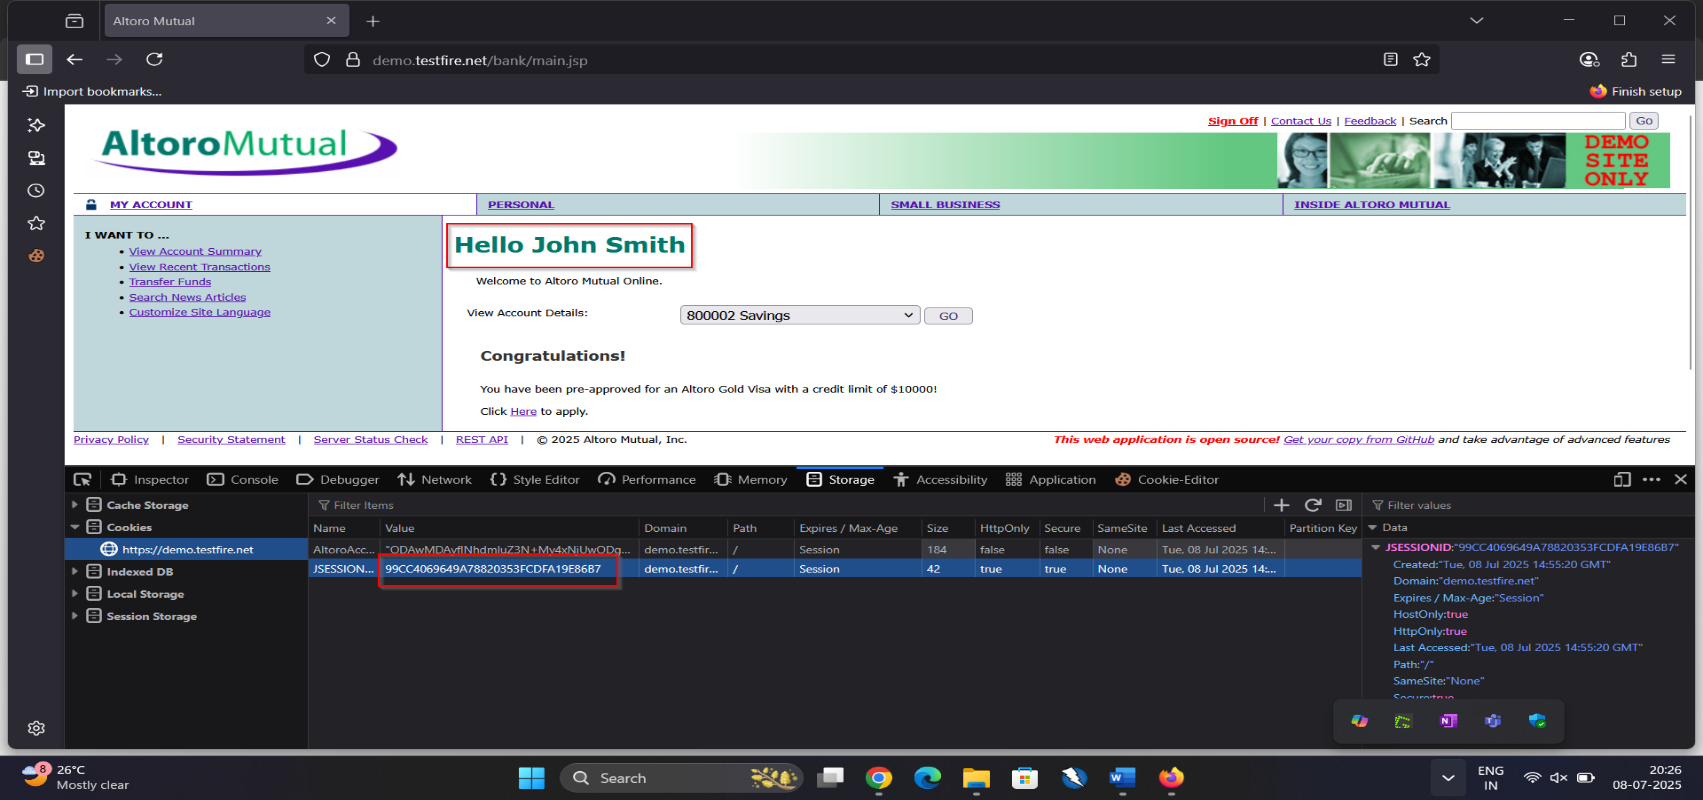 Altoro Mutual
demo.testfire.net/bank/main.jsp
Import bookmarks...
Finish setup
Sign Off | Contact Us | Feedback | Search
Go
AltoroMutual
DEMO
SITE
ONLY
MY ACCOUNT
PERSONAL
SMALL BUSINESS
INSIDE ALTORO MUTUAL
I WANT TO ...
• View Account Summary
• View Recent Transactions
• Transfer Funds
• Search News Articles
• Customize Site Language
Hello John Smith
Welcome to Altoro Mutual Online.
View Account Details:
800002 Savings
GO
Congratulations!
You have been pre-approved for an Altoro Gold Visa with a credit limit of $10000!
Click Here to apply.
Privacy Policy | Security Statement | Server Status Check | REST API | © 2025 Altoro Mutual, Inc.
This web application is open source! Get your copy from GitHub and take advantage of advanced features
Inspector Console Debugger Network Style Editor Performance Memory Storage Accessibility Application Cookie-Editor
Cache Storage
Cookies
https://demo.testfire.net
Indexed DB
Local Storage
Session Storage
Filter Items
Name Value Domain Path Expires / Max-Age Size HttpOnly Secure SameSite Last Accessed Partition Key
AltoroAcc... demo.testfir... / Session 184 false false None Tue, 08 Jul 2025 14:...
JSESSION... 99CC4069649A78820353FCDFA19E86B7 demo.testfir... / Session 42 true true None Tue, 08 Jul 2025 14:...
Filter values
Data
JSESSIONID:"99CC4069649A78820353FCDFA19E86B7"
Created:"Tue, 08 Jul 2025 14:55:20 GMT"
Domain:"demo.testfire.net"
Expires / Max-Age:"Session"
HostOnly:true
HttpOnly:true
Last Accessed:"Tue, 08 Jul 2025 14:55:20 GMT"
Path:"/"
SameSite:"None"
Secure:true
8
26°C
Mostly clear
Search
ENG
IN
20:26
08-07-2025